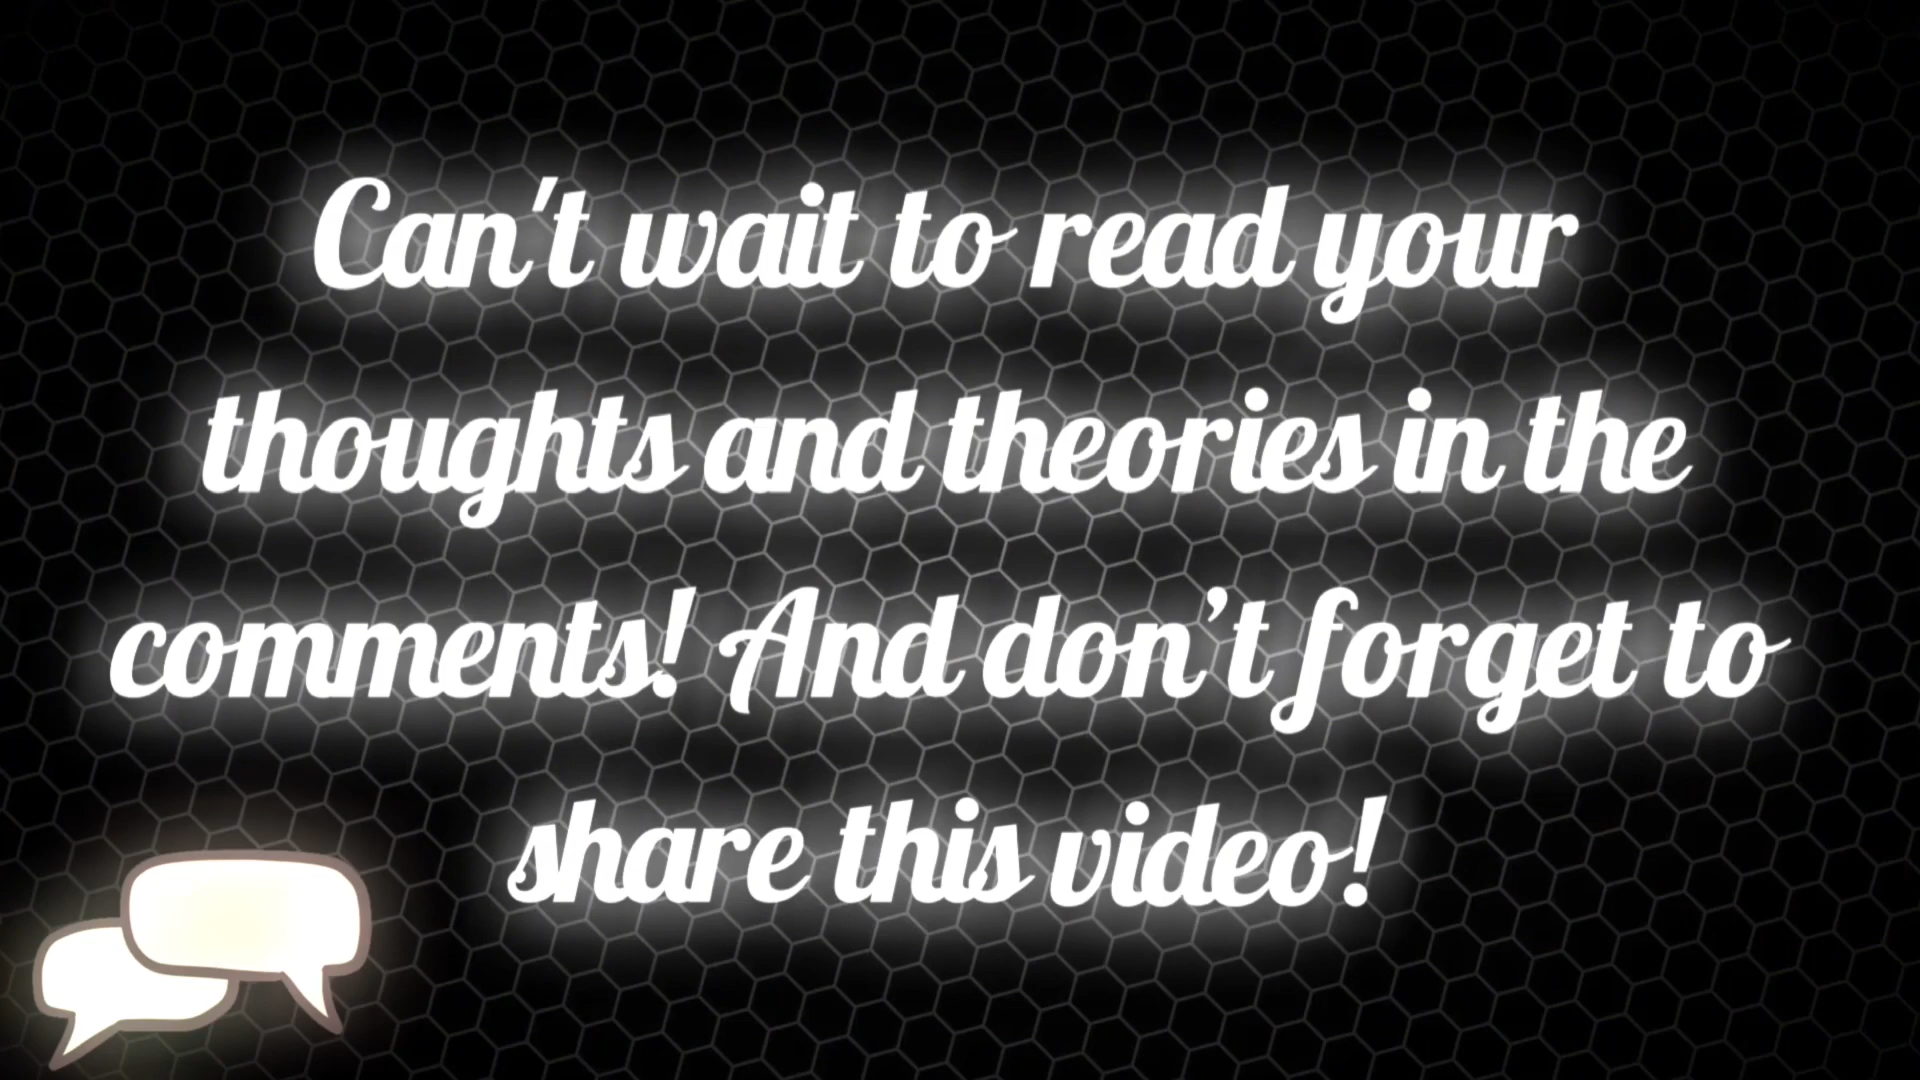 Can't wait to read your
thoughts and theories in the
comments! And don’t forget to
share this video!